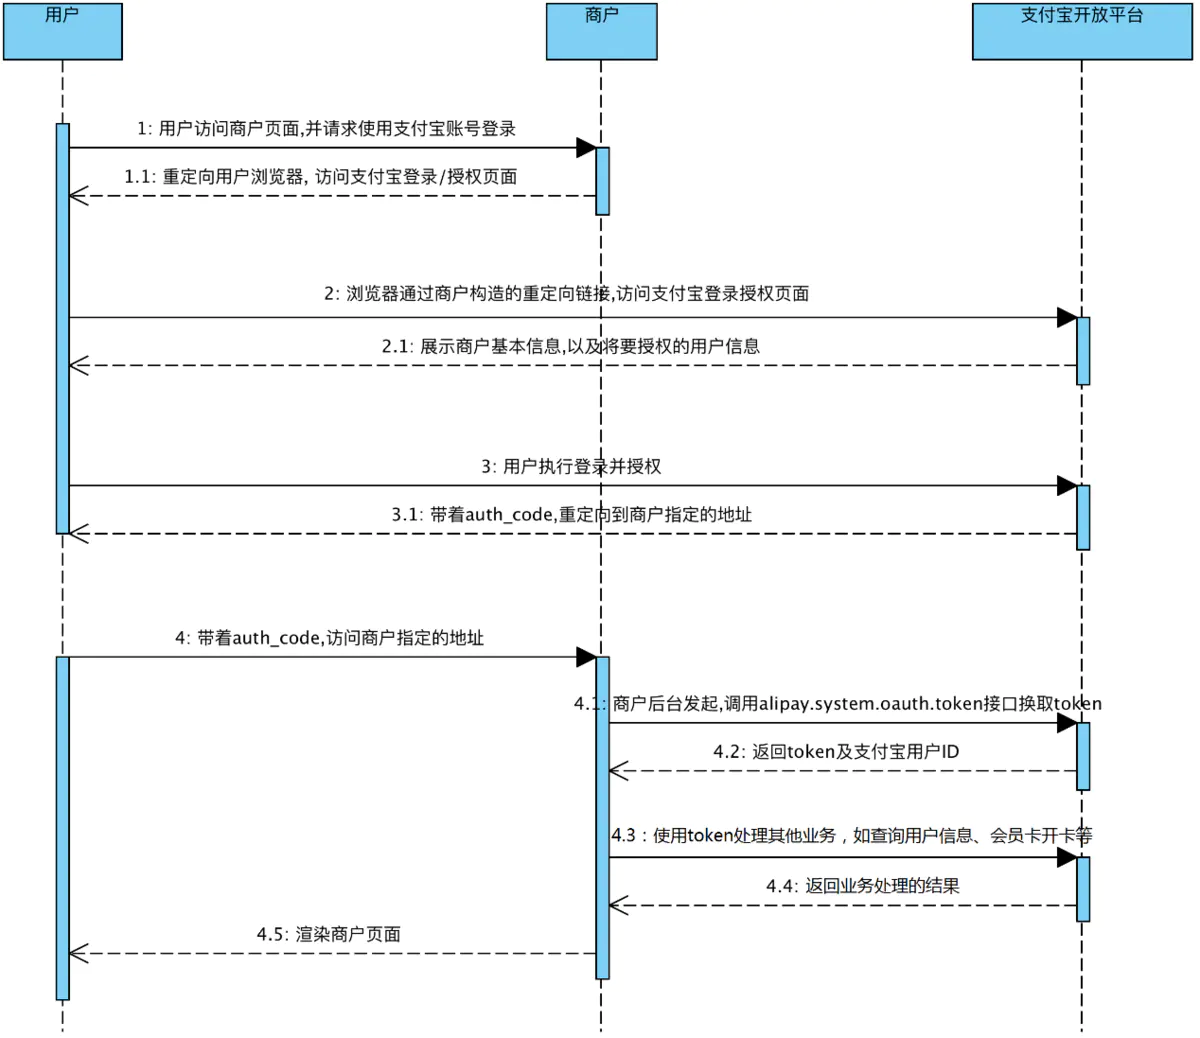 用户
商户
支付宝开放平台
1: 用户访问商户页面,并请求使用支付宝账号登录
1.1: 重定向用户浏览器, 访问支付宝登录/授权页面
2: 浏览器通过商户构造的重定向链接,访问支付宝登录授权页面
2.1: 展示商户基本信息,以及将要授权的用户信息
3: 用户执行登录并授权
3.1: 带着auth_code,重定向到商户指定的地址
4: 带着auth_code,访问商户指定的地址
4.1: 商户后台发起,调用alipay.system.oauth.token接口换取token
4.2: 返回token及支付宝用户ID
4.3：使用token处理其他业务，如查询用户信息、会员卡开卡等
4.4: 返回业务处理的结果
4.5: 渲染商户页面